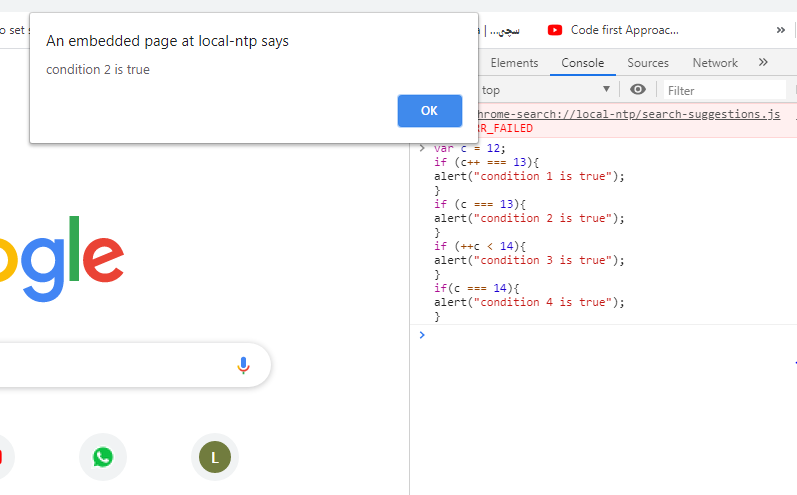 An embedded page at local-ntp says
condition 2 is true
OK
o set
... | سچی
Code first Approac...
»
Elements Console Sources Network »
top
Filter
hrome-search://local-ntp/search-suggestions.js
R_FAILED
> var c = 12;
if (c++ === 13){
alert("condition 1 is true");
}
if (c === 13){
alert("condition 2 is true");
}
if (++c < 14){
alert("condition 3 is true");
}
if(c === 14){
alert("condition 4 is true");
}
>
ogle
L